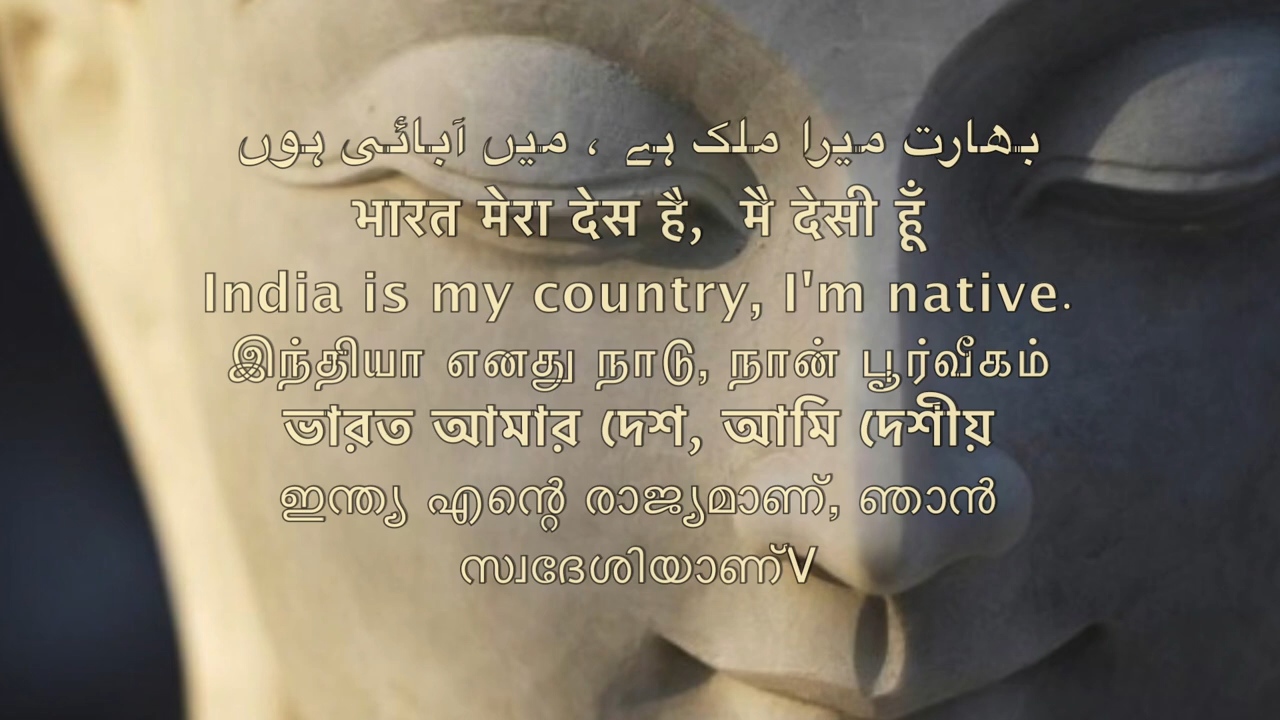 بھارت میرا ملک ہے ، میں آبائی ہوں
भारत मेरा देस है, मै देसी हूँ
India is my country, I'm native.
இந்தியா எனது நாடு, நான் பூர்வீகம்
ভারত আমার দেশ, আমি দেশীয়
ഇന്ത്യ എന്റെ രാജ്യമാണ്, ഞാൻ
സ്വദേശിയാണ്V